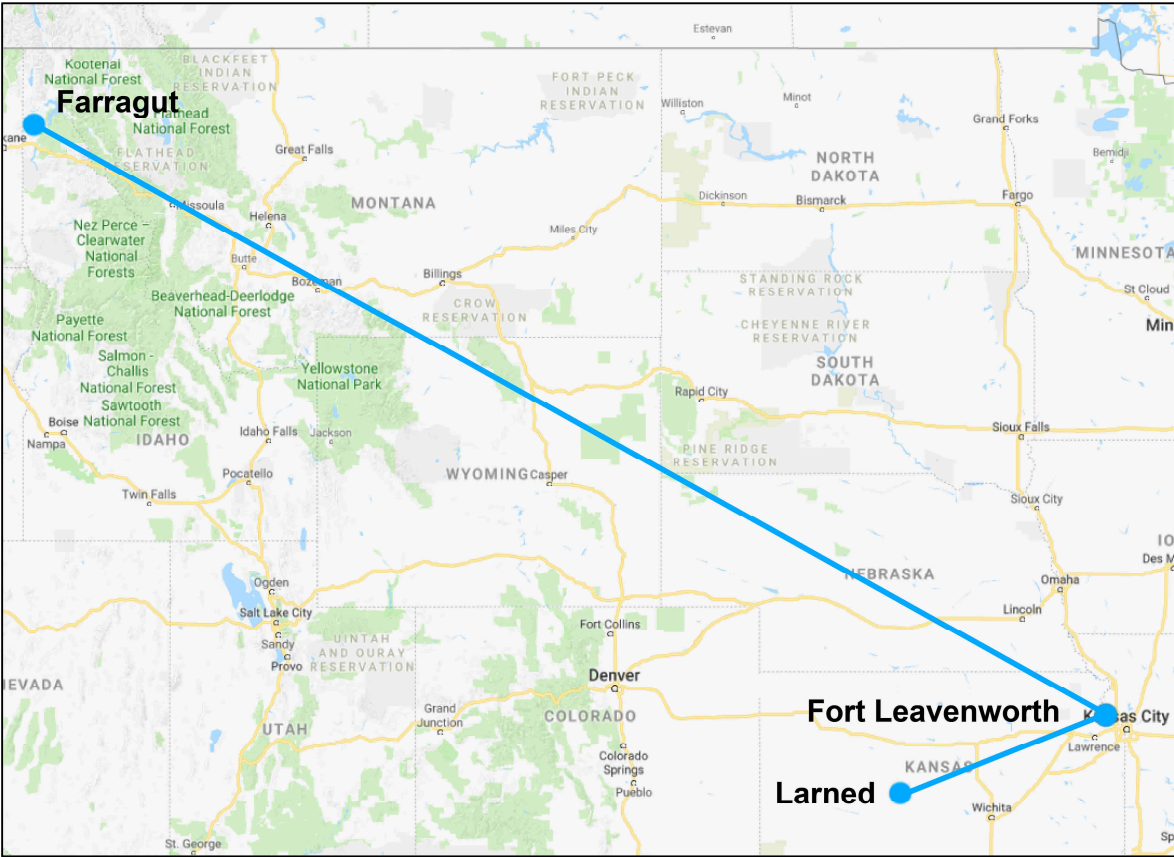 Estevan
Kootenai
National Forest
BLACKFEET
INDIAN
RESERVATION
FORT PECK
INDIAN
RESERVATION
Farragut
Williston
Minot
Grand Forks
Flathead
National Forest
kane
FLATHEAD
RESERVATION
Great Falls
NORTH
DAKOTA
Bemidji
Missoula
MONTANA
Dickinson
Bismarck
Fargo
Helena
Nez Perce –
Clearwater
National
Forests
Miles City
Butte
MINNESOTA
Bozeman
Billings
STANDING ROCK
RESERVATION
St Cloud
Beaverhead-Deerlodge
National Forest
CROW
RESERVATION
Payette
National Forest
CHEYENNE RIVER
RESERVATION
Min
Salmon -
Challis
National Forest
Yellowstone
National Park
SOUTH
DAKOTA
Rapid City
Sawtooth
National Forest
Boise
Nampa
IDAHO
Idaho Falls
Jackson
Sioux Falls
PINE RIDGE
RESERVATION
Pocatello
WYOMING
Casper
Twin Falls
Sioux City
IO
Des M
Ogden
NEBRASKA
Omaha
Salt Lake City
Lincoln
Sandy
Provo
UINTAH
AND OURAY
RESERVATION
Fort Collins
NEVADA
Denver
Grand
Junction
COLORADO
Fort Leavenworth
Kansas City
UTAH
Lawrence
Colorado
Springs
KANSAS
Pueblo
Larned
Wichita
St. George
Sp